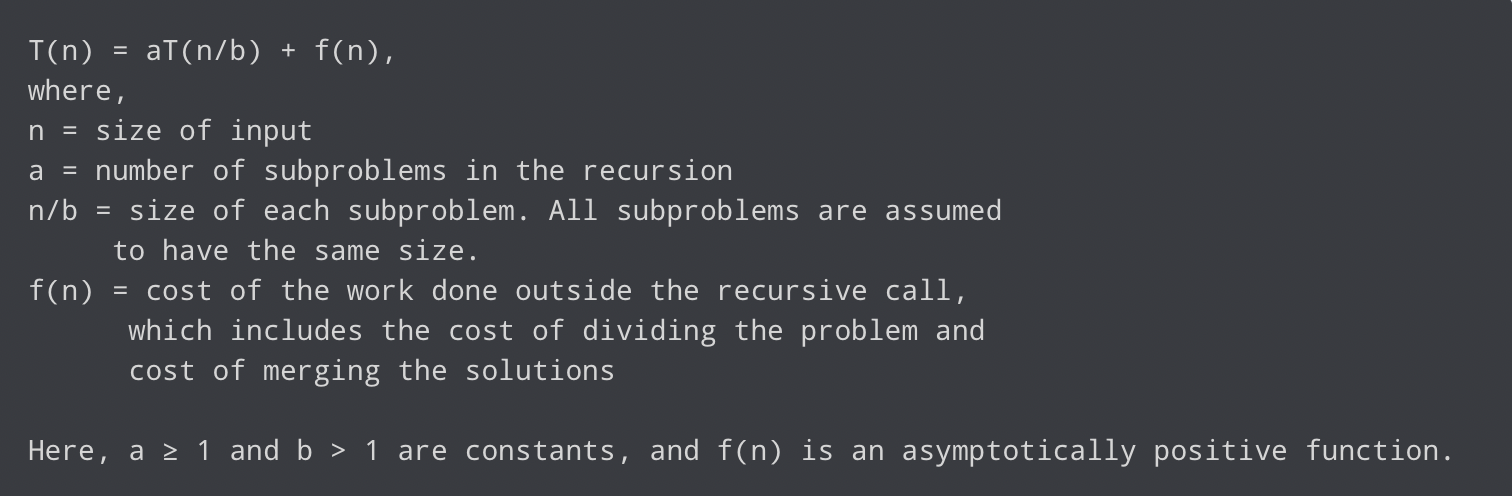 T(n) = aT(n/b) + f(n),
where,
n = size of input
a = number of subproblems in the recursion
n/b = size of each subproblem. All subproblems are assumed
to have the same size.
f(n) = cost of the work done outside the recursive call,
which includes the cost of dividing the problem and
cost of merging the solutions
Here, a ≥ 1 and b > 1 are constants, and f(n) is an asymptotically positive function.